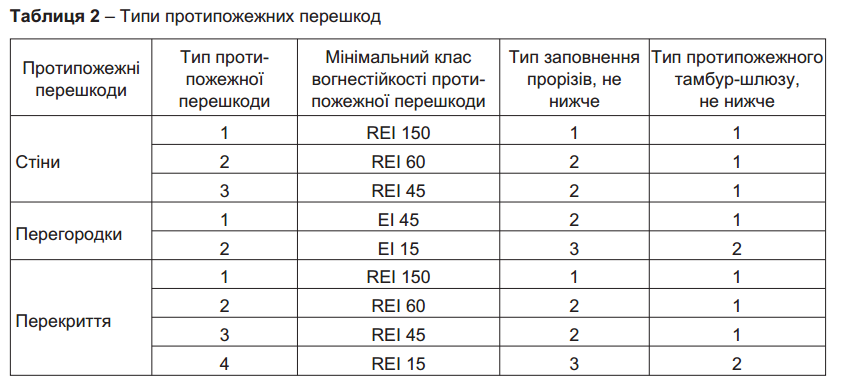 Таблиця 2 – Типи протипожежних перешкод
Протипожежні перешкоди | Тип проти-пожежної перешкоди | Мінімальний клас вогнестійкості проти-пожежної перешкоди | Тип заповнення прорізів, не нижче | Тип протипожежного тамбур-шлюзу, не нижче
Стіни | 1 | REI 150 | 1 | 1
2 | REI 60 | 2 | 1
3 | REI 45 | 2 | 1
Перегородки | 1 | EI 45 | 2 | 1
2 | EI 15 | 3 | 2
Перекриття | 1 | REI 150 | 1 | 1
2 | REI 60 | 2 | 1
3 | REI 45 | 2 | 1
4 | REI 15 | 3 | 2